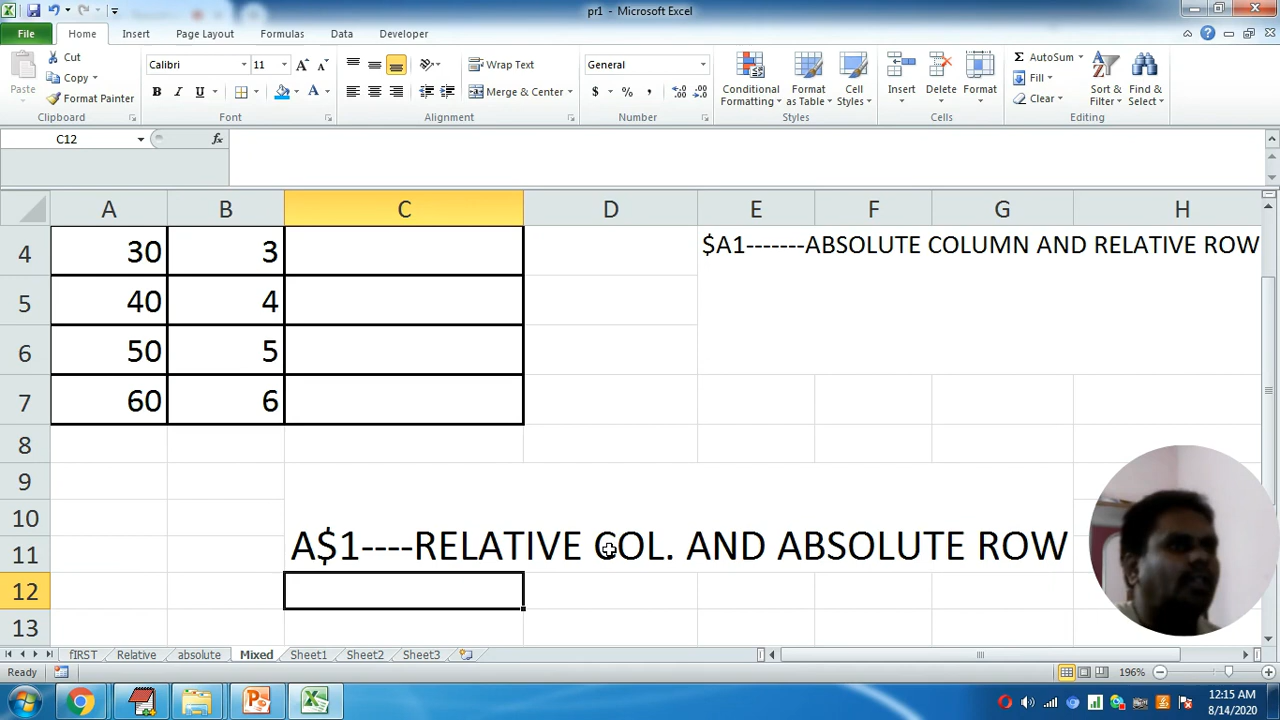 pr1 - Microsoft Excel
File Home Insert Page Layout Formulas Data Developer
Paste Cut Copy Format Painter
Calibri 11 A A Wrap Text General AutoSum
B I U A Merge & Center $ % , Conditional Formatting Format as Table Cell Styles Insert Delete Format Fill Clear Sort & Filter Find & Select
Clipboard Font Alignment Number Styles Cells Editing
C12 fx
A B C D E F G H
4 30 3 $A1-------ABSOLUTE COLUMN AND RELATIVE ROW
5 40 4
6 50 5
7 60 6
8
9
10
11 A$1----RELATIVE COL. AND ABSOLUTE ROW
12
13
fIRST Relative absolute Mixed Sheet1 Sheet2 Sheet3
Ready 196%
12:15 AM
8/14/2020